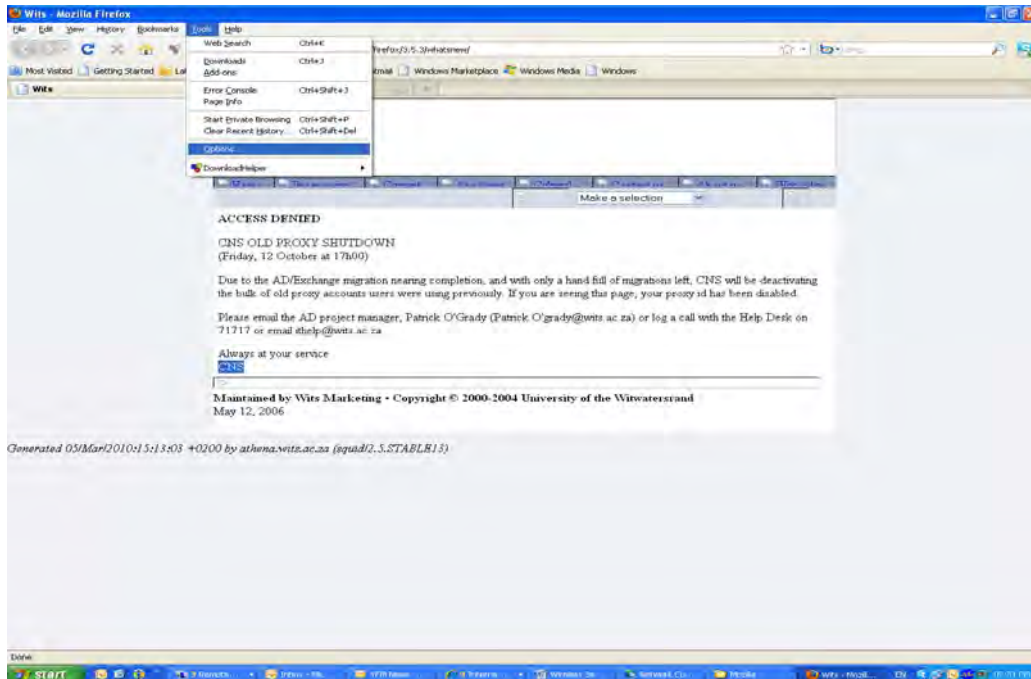 Wits - Mozilla Firefox
File Edit View History Bookmarks Tools Help
Web Search Ctrl+K
Downloads Ctrl+J
Add-ons
Error Console Ctrl+Shift+J
Page Info
Start Private Browsing Ctrl+Shift+P
Clear Recent History... Ctrl+Shift+Del
Options...
DownloadHelper
firefox/3.5.3/whatsnew/
Most Visited Getting Started Windows Marketplace Windows Media Windows
Wits
Make a selection
ACCESS DENIED
CNS OLD PROXY SHUTDOWN
(Friday, 12 October at 17h00)
Due to the AD/Exchange migration nearing completion, and with only a hand full of migrations left, CNS will be deactivating
the bulk of old proxy accounts users were using previously. If you are seeing this page, your proxy id has been disabled.
Please email the AD project manager, Patrick O'Grady (Patrick O'grady@wits.ac.za) or log a call with the Help Desk on
71717 or email ithelp@wits.ac.za
Always at your service
CNS
Maintained by Wits Marketing - Copyright © 2000-2004 University of the Witwatersrand
May 12, 2006
Generated 05/Mar/2010:15:13:03 +0200 by athena.wits.ac.za (squid/2.5.STABLE13)
Done
start
Wits - Mozil...
EN